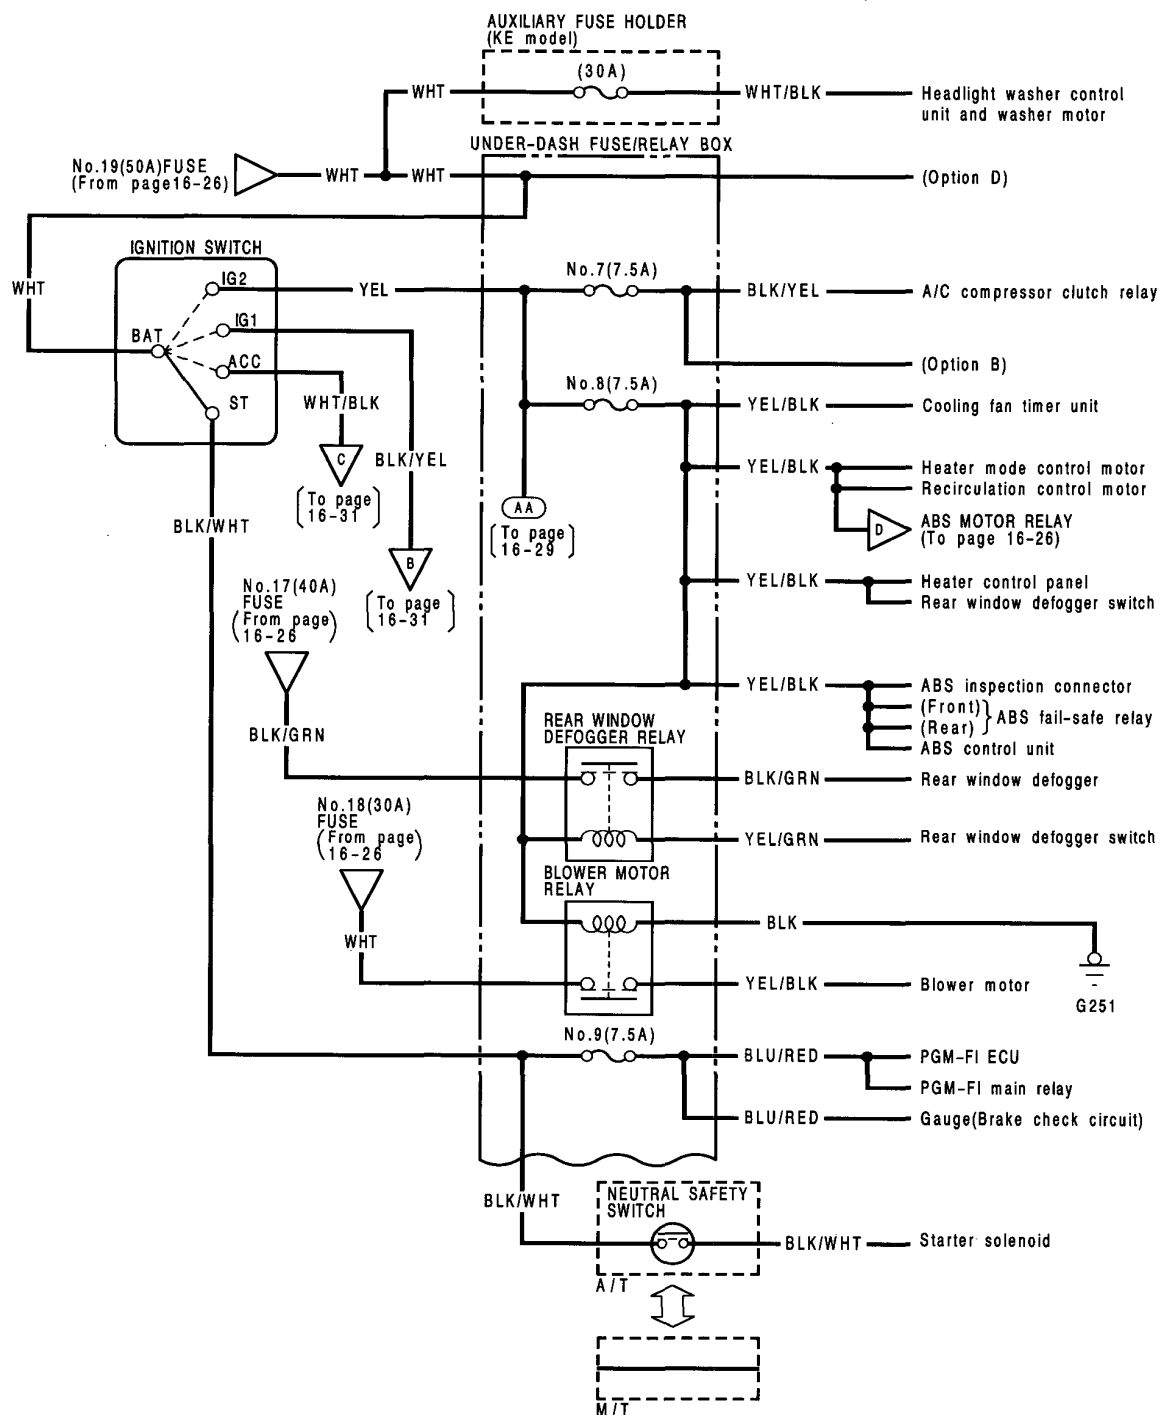 AUXILIARY FUSE HOLDER
(KE model)
(30A)
WHT
WHT/BLK
Headlight washer control
unit and washer motor
UNDER-DASH FUSE/RELAY BOX
No.19(50A)FUSE
(From page16-26)
WHT
WHT
(Option D)
IGNITION SWITCH
WHT
IG2
YEL
No.7(7.5A)
BLK/YEL
A/C compressor clutch relay
IG1
BAT
ACC
(Option B)
ST
WHT/BLK
No.8(7.5A)
YEL/BLK
Cooling fan timer unit
C
BLK/YEL
YEL/BLK
Heater mode control motor
Recirculation control motor
(To page
16-31)
AA
D
ABS MOTOR RELAY
(To page 16-26)
BLK/WHT
(To page
16-29)
B
No.17(40A)
FUSE
(From page)
16-26
(To page
16-31)
YEL/BLK
Heater control panel
Rear window defogger switch
YEL/BLK
ABS inspection connector
(Front)
(Rear)
ABS fail-safe relay
ABS control unit
BLK/GRN
REAR WINDOW
DEFOGGER RELAY
BLK/GRN
Rear window defogger
No.18(30A)
FUSE
(From page)
16-26
YEL/GRN
Rear window defogger switch
BLOWER MOTOR
RELAY
BLK
WHT
YEL/BLK
Blower motor
G251
No.9(7.5A)
BLU/RED
PGM-FI ECU
PGM-FI main relay
BLU/RED
Gauge(Brake check circuit)
BLK/WHT
NEUTRAL SAFETY
SWITCH
BLK/WHT
Starter solenoid
A/T
M/T